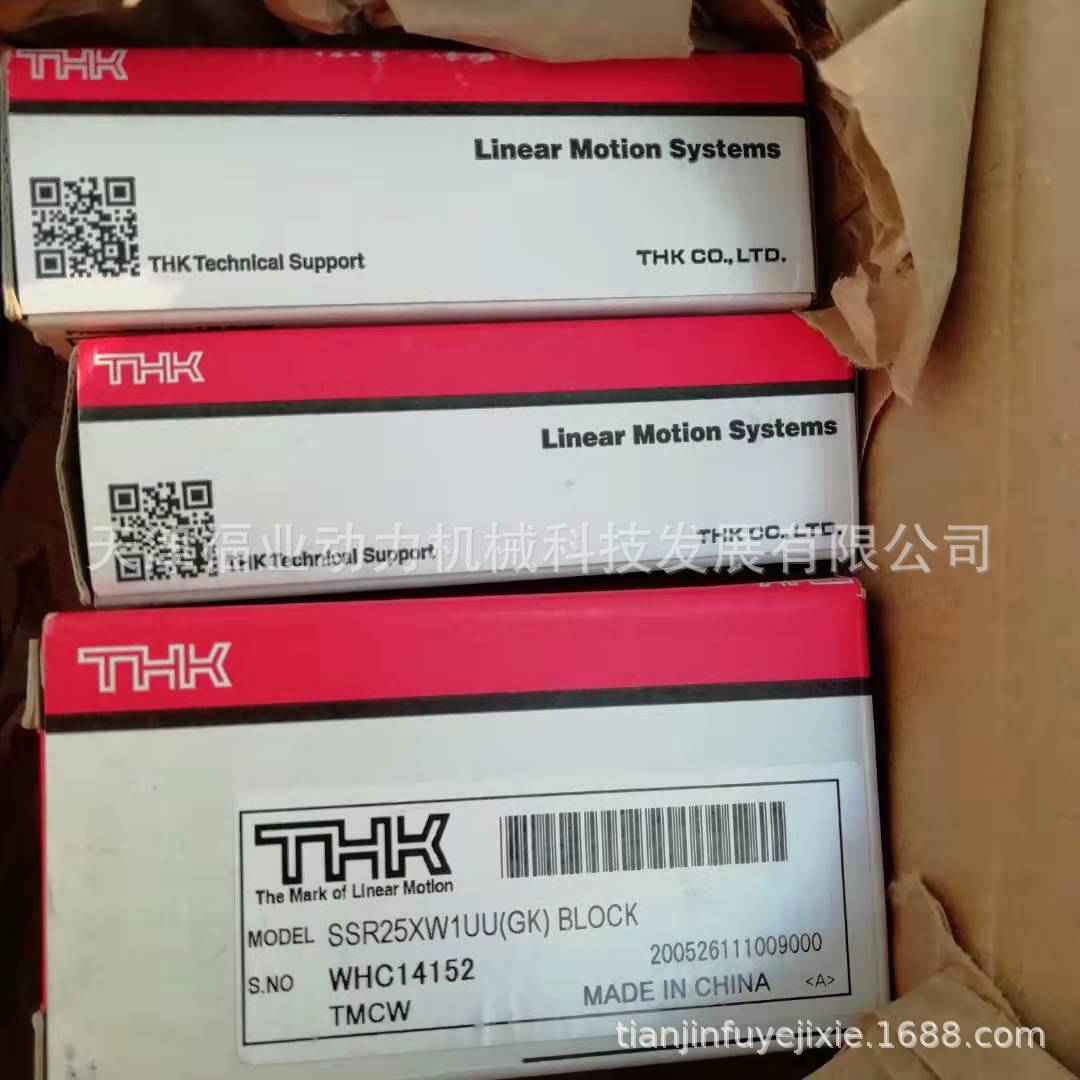 THK
Linear Motion Systems
THK Technical Support
THK CO., LTD.
THK
Linear Motion Systems
THK Technical Support
THK CO., LTD.
天津孚业动力机械科技发展有限公司
THK
THK
The Mark of Linear Motion
MODEL SSR25XW1UU(GK) BLOCK
200526111009000
S.NO WHC14152
MADE IN CHINA <A>
TMCW
tianjinfuyejixie.1688.com